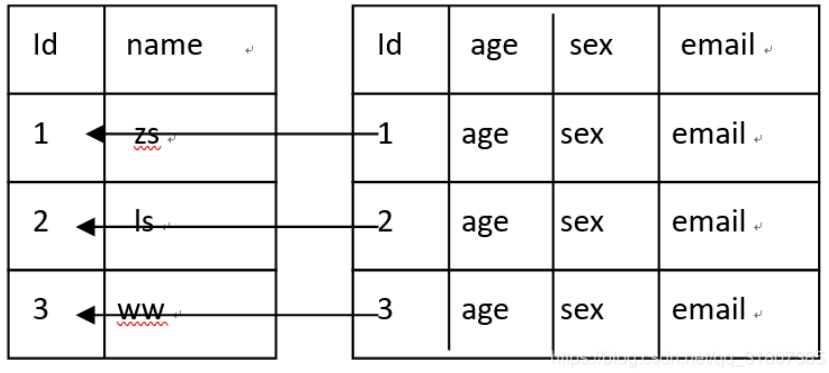 Id name Id age sex email
1 zs 1 age sex email
2 ls 2 age sex email
3 ww 3 age sex email